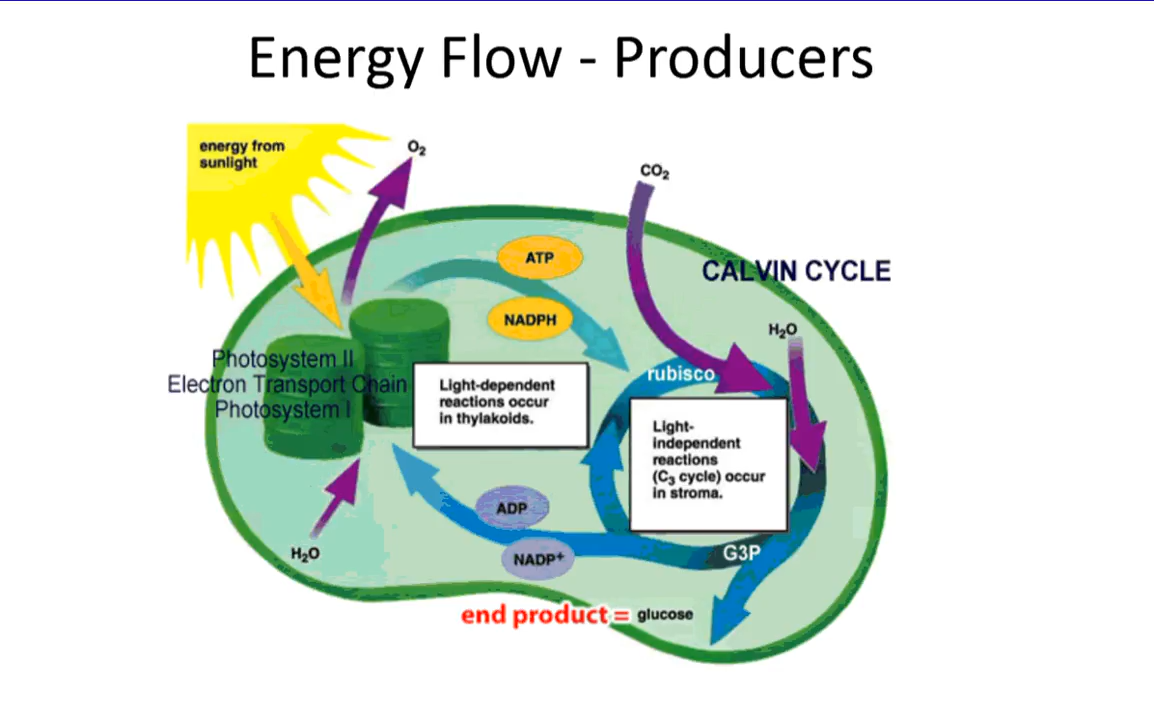 Energy Flow - Producers
energy from
sunlight
O₂
CO₂
ATP
CALVIN CYCLE
NADPH
H₂O
Photosystem II
Electron Transport Chain
Photosystem I
Light-dependent
reactions occur
in thylakoids.
rubisco
Light-
independent
reactions
(C₃ cycle) occur
in stroma.
ADP
NADP⁺
H₂O
G3P
end product = glucose